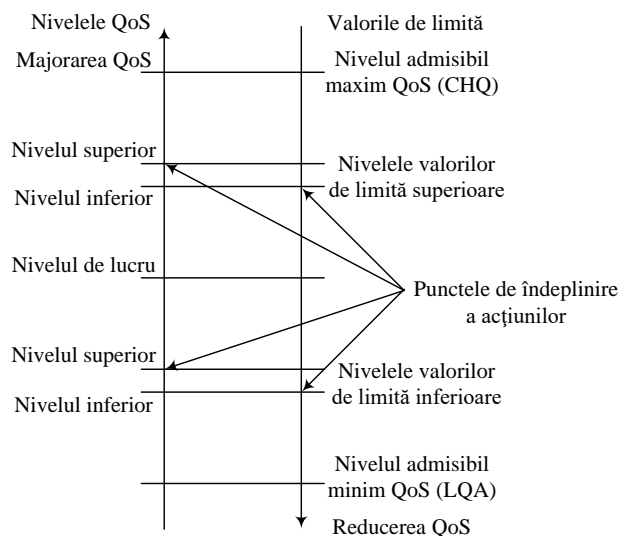 Nivelele QoS
Valorile de limită
Majorarea QoS
Nivelul admisibil
maxim QoS (CHQ)
Nivelul superior
Nivelele valorilor
de limită superioare
Nivelul inferior
Nivelul de lucru
Punctele de îndeplinire
a acţiunilor
Nivelul superior
Nivelele valorilor
de limită inferioare
Nivelul inferior
Nivelul admisibil
minim QoS (LQA)
Reducerea QoS